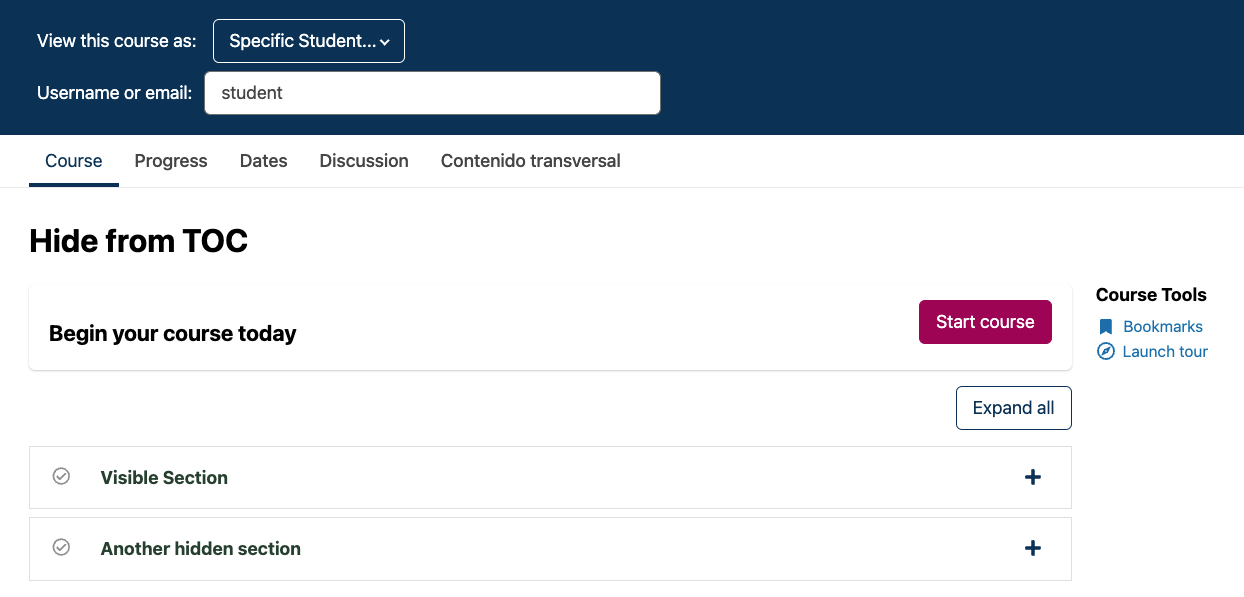 View this course as: Specific Student...
Username or email: student
Course Progress Dates Discussion Contenido transversal
Hide from TOC
Begin your course today
Start course
Course Tools
Bookmarks
Launch tour
Expand all
Visible Section
Another hidden section